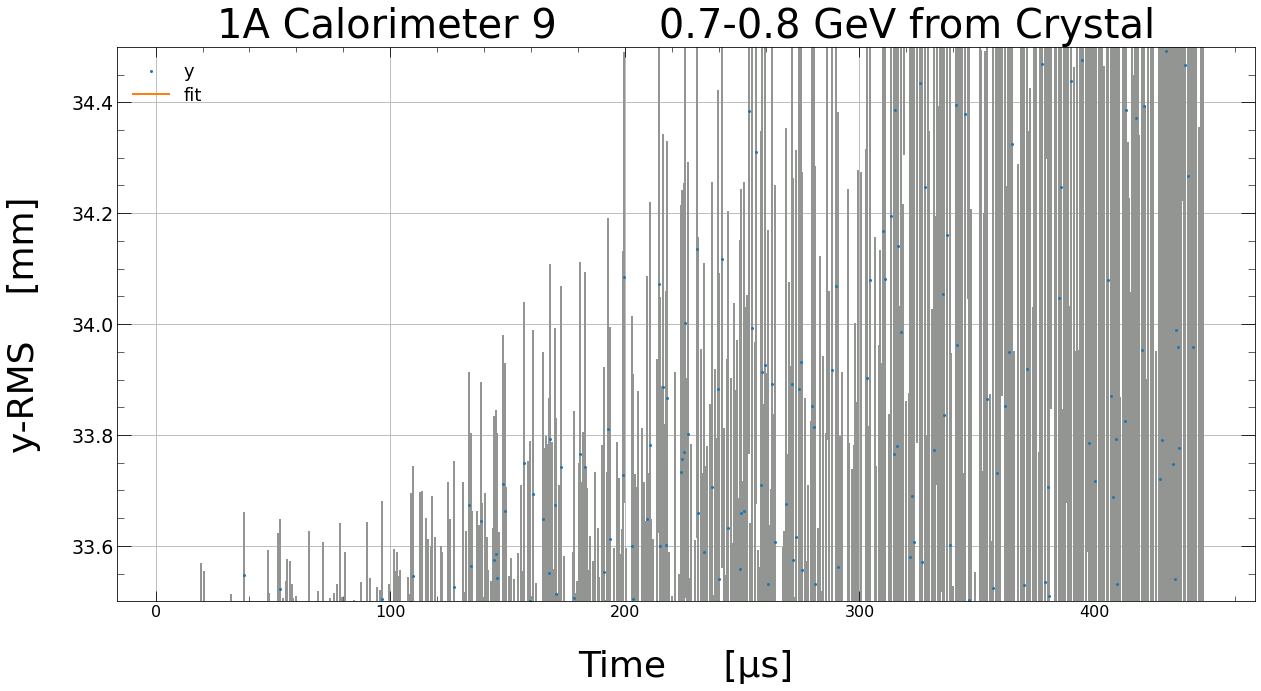 1A Calorimeter 9 0.7-0.8 GeV from Crystal
y
fit
34.4
34.2
34.0
33.8
33.6
y-RMS [mm]
0 100 200 300 400
Time [μs]